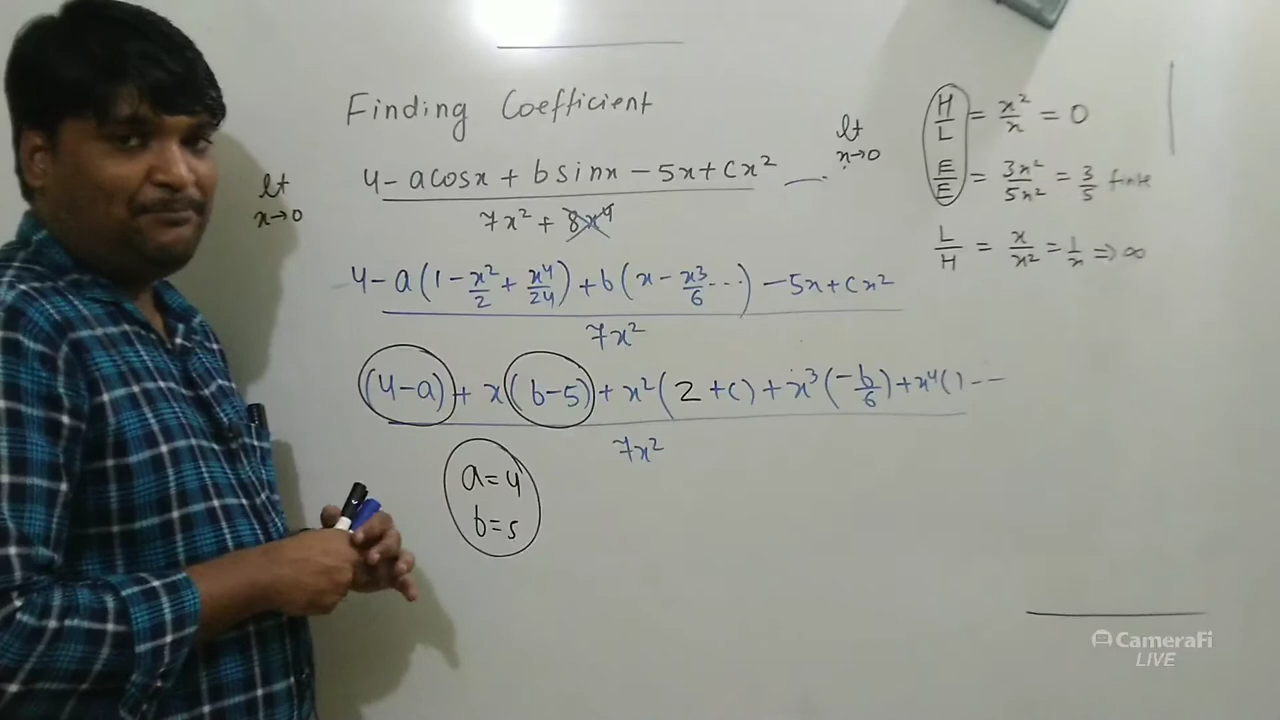 Finding Coefficient
lt x→0 (4 - a cosx + b sinx - 5x + cx²) / (7x² + 8x⁴)
(4 - a(1 - x²/2 + x⁴/24) + b(x - x³/6 ...) - 5x + cx²) / 7x²
((4-a) + x(b-5) + x²(2+c) + x³(-b/6) + x⁴( 1 --) / 7x²
a=4
b=5
lt x→0
H/L = x²/x = 0
E/E = 3x²/5x² = 3/5 finite
L/H = x/x² = 1/x ⇒ ∞
CameraFi
LIVE